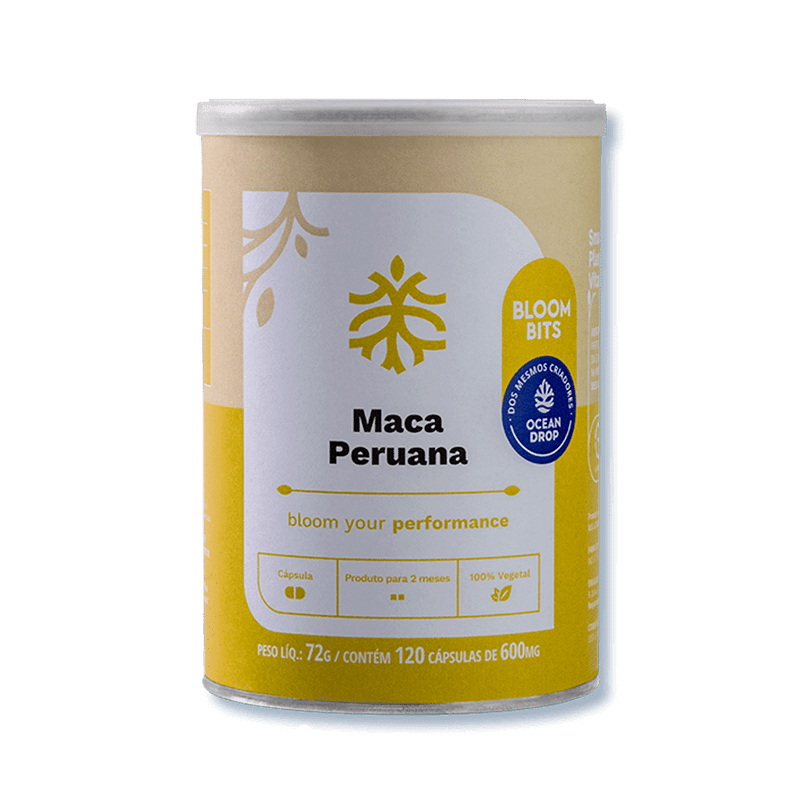 BLOOM
BITS
· DOS MESMOS CRIADORES ·
OCEAN
DROP
Maca
Peruana
bloom your performance
Cápsula
Produto para 2 meses
100% Vegetal
PESO LÍQ.: 72G / CONTÉM 120 CÁPSULAS DE 600MG